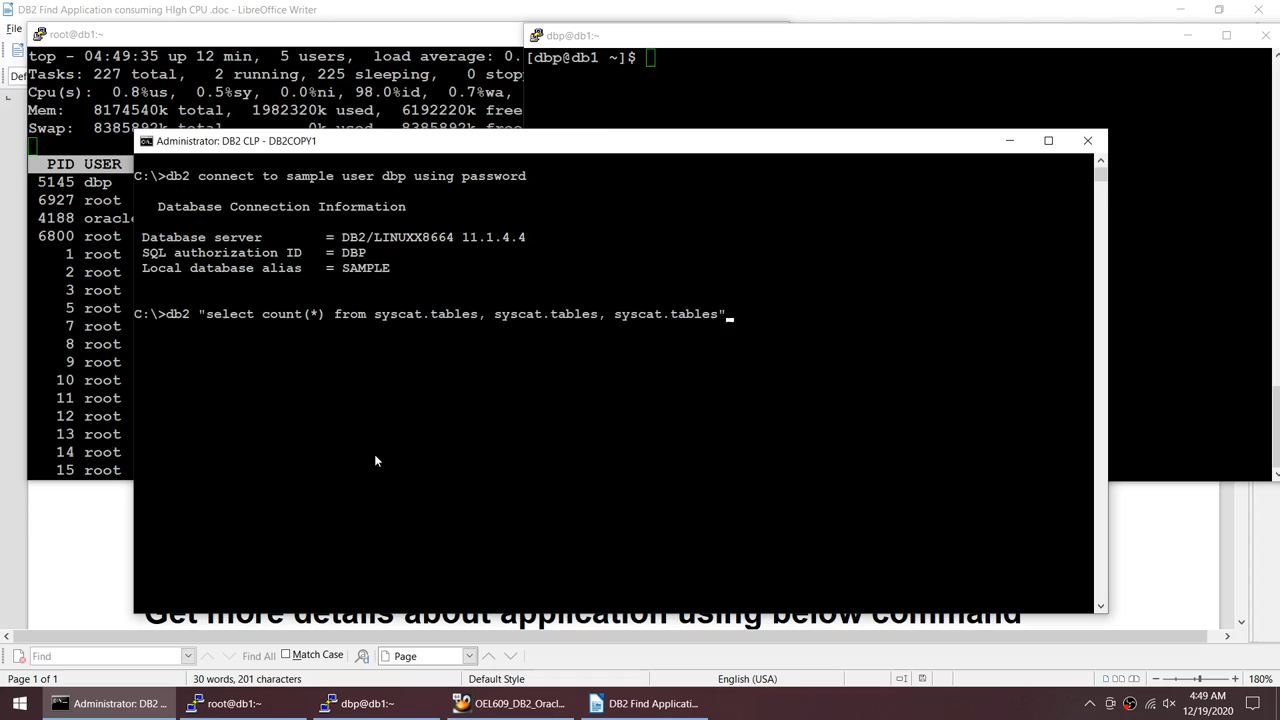 DB2 Find Application consuming HIgh CPU .doc - LibreOffice Writer
File
root@db1:~
dbp@db1:~
top - 04:49:35 up 12 min, 5 users, load average: 0.
Tasks: 227 total, 2 running, 225 sleeping, 0 stop
Cpu(s): 0.8%us, 0.5%sy, 0.0%ni, 98.0%id, 0.7%wa,
Mem: 8174540k total, 1982320k used, 6192220k free
Swap:
[dbp@db1 ~]$
PID USER
5145 dbp
6927 root
4188 oracle
6800 root
1 root
2 root
3 root
5 root
7 root
8 root
9 root
10 root
11 root
12 root
13 root
14 root
15 root
Administrator: DB2 CLP - DB2COPY1
C:\>db2 connect to sample user dbp using password
Database Connection Information
Database server = DB2/LINUXX8664 11.1.4.4
SQL authorization ID = DBP
Local database alias = SAMPLE
C:\>db2 "select count(*) from syscat.tables, syscat.tables, syscat.tables"
Get more details about application using below command
Find
Find All
Match Case
Page
Page 1 of 1
30 words, 201 characters
Default Style
English (USA)
180%
Administrator: DB2 ...
root@db1:~
dbp@db1:~
OEL609_DB2_Oracl...
DB2 Find Applicati...
4:49 AM
12/19/2020